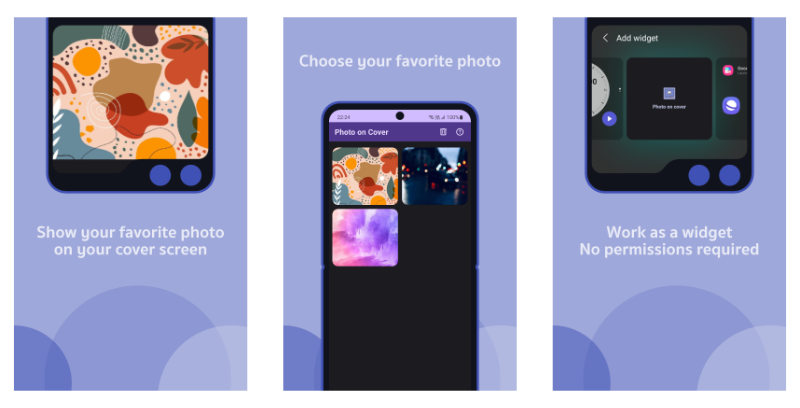 Show your favorite photo
on your cover screen
Choose your favorite photo
22:24
100%
Photo on Cover
Add widget
Photo on cover
Work as a widget
No permissions required